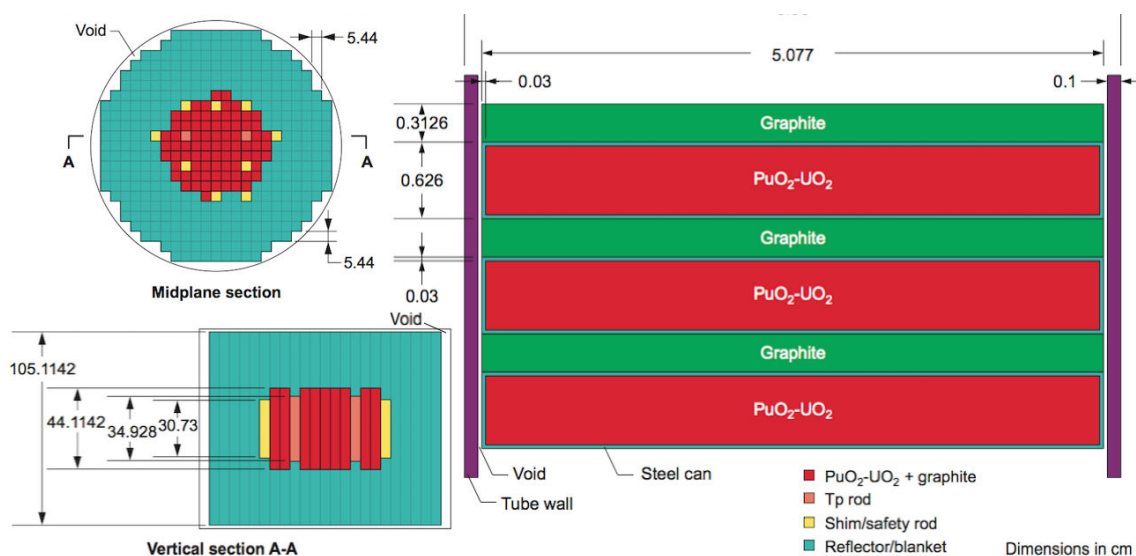 Void
5.44
A
A
5.44
Midplane section
Void
105.1142
44.1142
34.928
30.73
Vertical section A-A
5.077
0.03
0.1
0.3126
Graphite
0.626
PuO₂-UO₂
Graphite
0.03
PuO₂-UO₂
Graphite
PuO₂-UO₂
Void
Steel can
Tube wall
PuO₂-UO₂ + graphite
Tp rod
Shim/safety rod
Reflector/blanket
Dimensions in cm